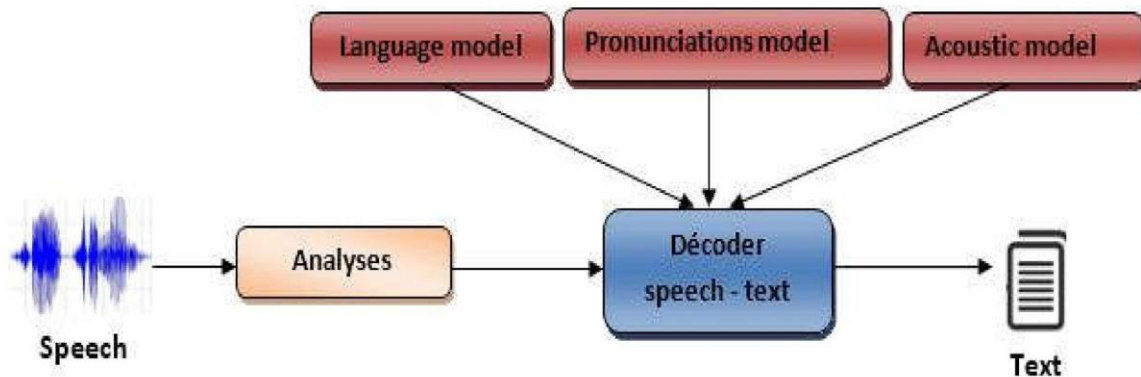 Language model
Pronunciations model
Acoustic model
Speech
Analyses
Décoder
speech - text
Text